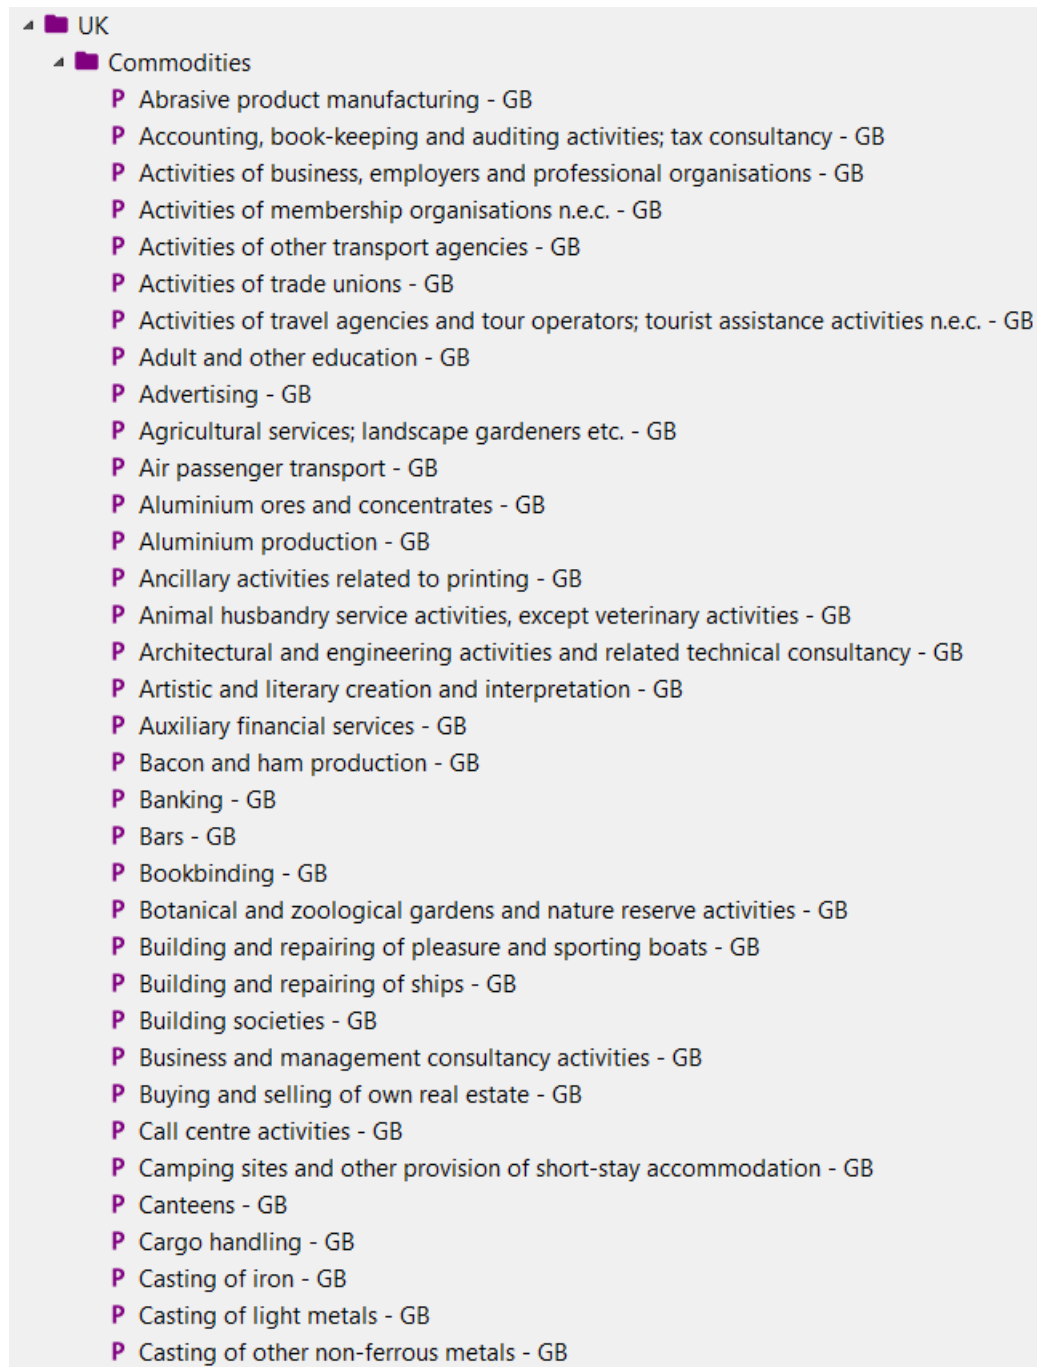 UK
Commodities
P Abrasive product manufacturing - GB
P Accounting, book-keeping and auditing activities; tax consultancy - GB
P Activities of business, employers and professional organisations - GB
P Activities of membership organisations n.e.c. - GB
P Activities of other transport agencies - GB
P Activities of trade unions - GB
P Activities of travel agencies and tour operators; tourist assistance activities n.e.c. - GB
P Adult and other education - GB
P Advertising - GB
P Agricultural services; landscape gardeners etc. - GB
P Air passenger transport - GB
P Aluminium ores and concentrates - GB
P Aluminium production - GB
P Ancillary activities related to printing - GB
P Animal husbandry service activities, except veterinary activities - GB
P Architectural and engineering activities and related technical consultancy - GB
P Artistic and literary creation and interpretation - GB
P Auxiliary financial services - GB
P Bacon and ham production - GB
P Banking - GB
P Bars - GB
P Bookbinding - GB
P Botanical and zoological gardens and nature reserve activities - GB
P Building and repairing of pleasure and sporting boats - GB
P Building and repairing of ships - GB
P Building societies - GB
P Business and management consultancy activities - GB
P Buying and selling of own real estate - GB
P Call centre activities - GB
P Camping sites and other provision of short-stay accommodation - GB
P Canteens - GB
P Cargo handling - GB
P Casting of iron - GB
P Casting of light metals - GB
P Casting of other non-ferrous metals - GB